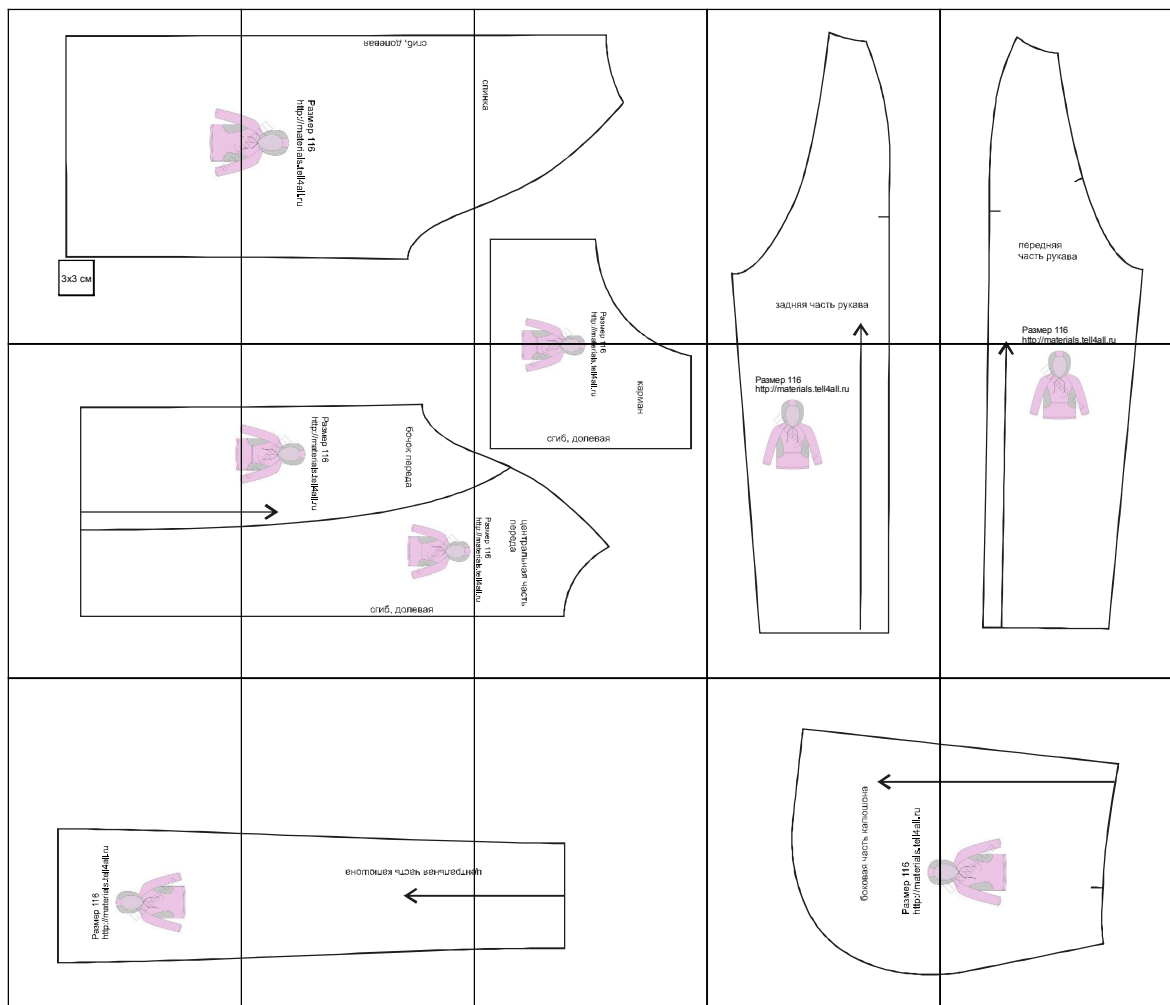 сгиб, долевая
спинка
Размер 116
http://materials.tell4all.ru
3х3 см
Размер 116
http://materials.tell4all.ru
карман
сгиб, долевая
задняя часть рукава
Размер 116
http://materials.tell4all.ru
передняя
часть рукава
Размер 116
http://materials.tell4all.ru
бочок переда
Размер 116
http://materials.tell4all.ru
центральная часть
переда
Размер 116
http://materials.tell4all.ru
сгиб, долевая
центральная часть капюшона
Размер 116
http://materials.tell4all.ru
боковая часть капюшона
Размер 116
http://materials.tell4all.ru